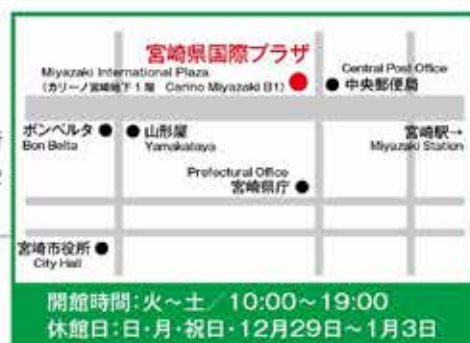 宮崎県国際プラザ
Miyazaki International Plaza
(カリーノ宮崎地下1階 Carino Miyazaki B1)
Central Post Office
中央郵便局
ボンベルタ
Bon Belta
山形屋
Yamakataya
宮崎駅→
Miyazaki Station
Prefectural Office
宮崎県庁
宮崎市役所
City Hall
開館時間:火～土/10:00～19:00
休館日:日・月・祝日・12月29日～1月3日